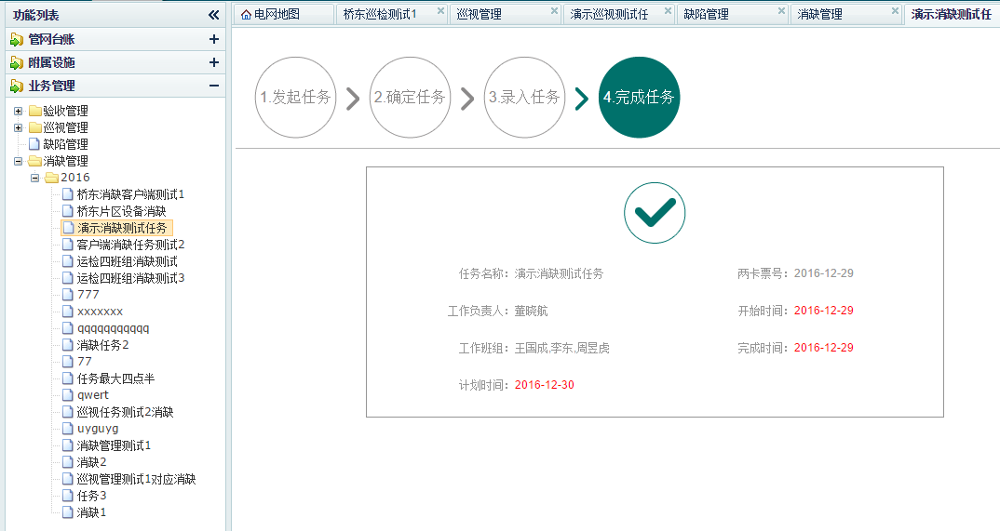 功能列表
管网台账
附属设施
业务管理
验收管理
巡视管理
缺陷管理
消缺管理
2016
桥东消缺客户端测试1
桥东片区设备消缺
演示消缺测试任务
客户端消缺任务测试2
运检四班组消缺测试
运检四班组消缺测试3
777
xxxxxxx
qqqqqqqqqqq
消缺任务2
77
任务最大四点半
qwert
巡视任务测试2消缺
uyguyg
消缺管理测试1
消缺2
巡视管理测试1对应消缺
任务3
消缺1
电网地图 桥东巡检测试1 巡视管理 演示巡视测试任 缺陷管理 消缺管理 演示消缺测试任
1.发起任务 2.确定任务 3.录入任务 4.完成任务
任务名称：演示消缺测试任务 两卡票号：2016-12-29
工作负责人：董晓航 开始时间：2016-12-29
工作班组：王国成,李东,周昱虎 完成时间：2016-12-29
计划时间：2016-12-30